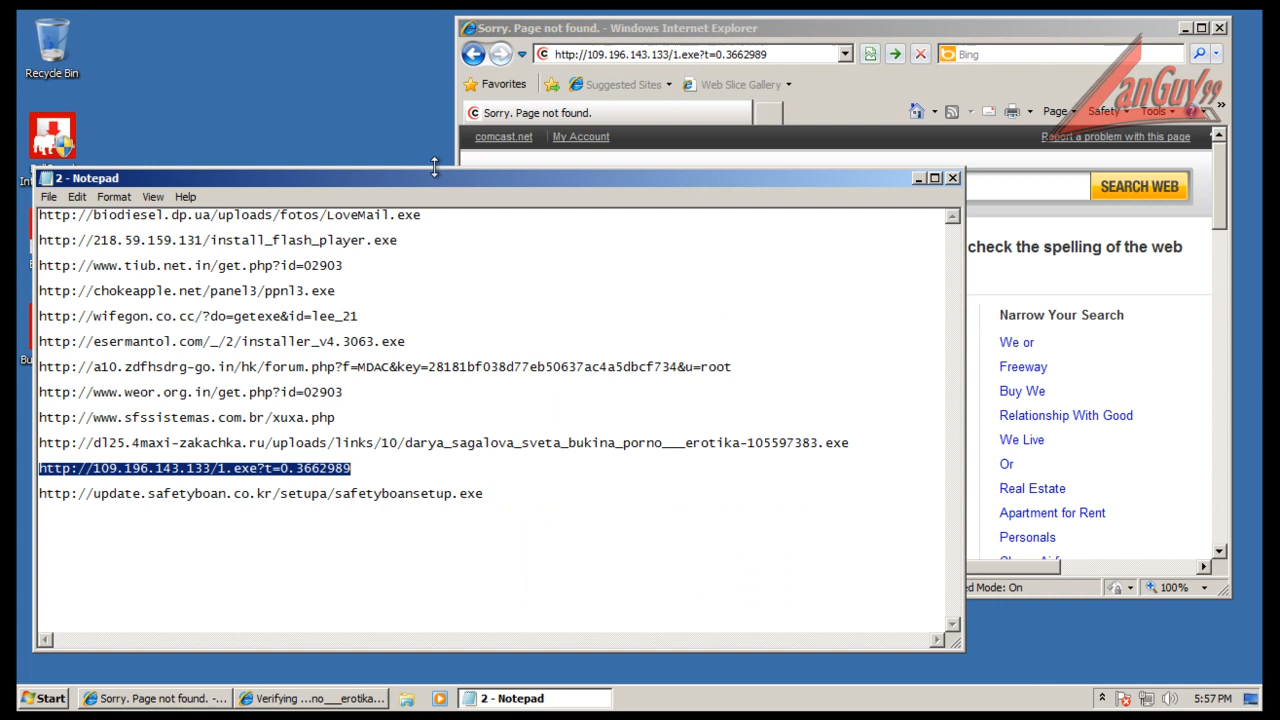 Recycle Bin
Sorry. Page not found. - Windows Internet Explorer
http://109.196.143.133/1.exe?t=0.3662989
Bing
Favorites
Suggested Sites
Web Slice Gallery
Sorry. Page not found.
Page
Safety
Tools
anGuy99
comcast.net
My Account
Report a problem with this page
SEARCH WEB
check the spelling of the web
Narrow Your Search
We or
Freeway
Buy We
Relationship With Good
We Live
Or
Real Estate
Apartment for Rent
Personals
ed Mode: On
100%
2 - Notepad
File Edit Format View Help
http://biodiesel.dp.ua/uploads/fotos/LoveMail.exe
http://218.59.159.131/install_flash_player.exe
http://www.tiub.net.in/get.php?id=02903
http://chokeapple.net/panel3/ppnl3.exe
http://wifegon.co.cc/?do=getexe&id=lee_21
http://esermantol.com/_/2/installer_v4.3063.exe
http://a10.zdfhsdrg-go.in/hk/forum.php?f=MDAC&key=28181bf038d77eb50637ac4a5dbcf734&u=root
http://www.weor.org.in/get.php?id=02903
http://www.sfssistemas.com.br/xuxa.php
http://dl25.4maxi-zakachka.ru/uploads/links/10/darya_sagalova_sveta_bukina_porno___erotika-105597383.exe
http://109.196.143.133/1.exe?t=0.3662989
http://update.safetyboan.co.kr/setupa/safetyboansetup.exe
Start
Sorry. Page not found. -...
Verifying ...no___erotika...
2 - Notepad
5:57 PM